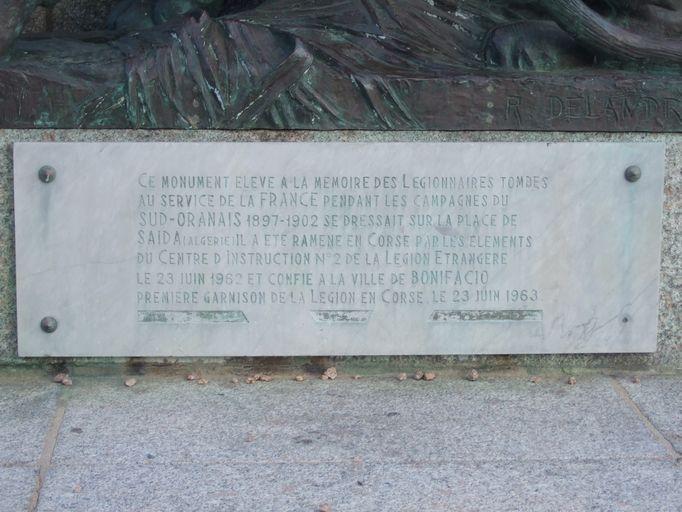 R DELANDR
CE MONUMENT ELEVE A LA MEMOIRE DES LEGIONNAIRES TOMBES
AU SERVICE DE LA FRANCE PENDANT LES CAMPAGNES DU
SUD-ORANAIS 1897-1902 SE DRESSAIT SUR LA PLACE DE
SAIDA (ALGERIE) IL A ETE RAMENE EN CORSE PAR LES ELEMENTS
DU CENTRE D'INSTRUCTION N°2 DE LA LEGION ETRANGERE
LE 23 JUIN 1962 ET CONFIE A LA VILLE DE BONIFACIO
PREMIERE GARNISON DE LA LEGION EN CORSE. LE 23 JUIN 1963.